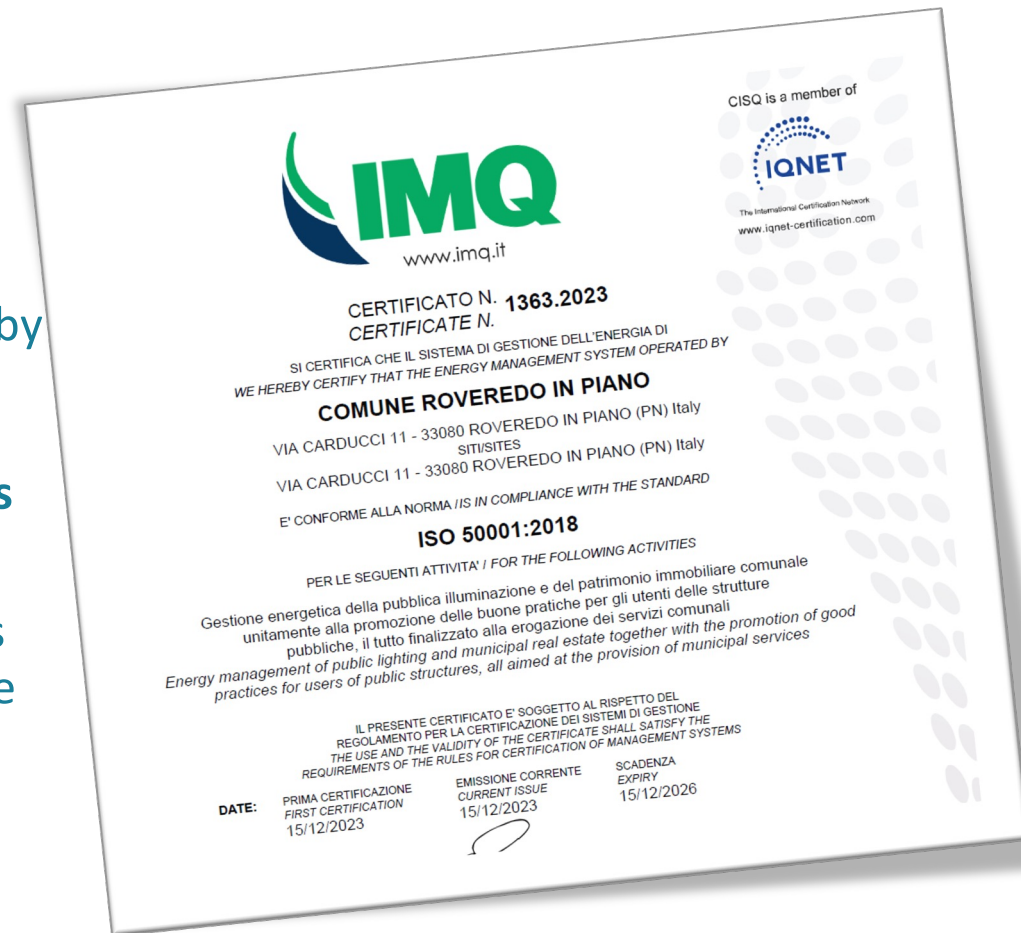 by
s
s
e
CISQ is a member of
IQNET
The International Certification Network
www.iqnet-certification.com
IMQ
www.imq.it
CERTIFICATO N. 1363.2023
CERTIFICATE N.
SI CERTIFICA CHE IL SISTEMA DI GESTIONE DELL'ENERGIA DI
WE HEREBY CERTIFY THAT THE ENERGY MANAGEMENT SYSTEM OPERATED BY
COMUNE ROVEREDO IN PIANO
VIA CARDUCCI 11 - 33080 ROVEREDO IN PIANO (PN) Italy
SITI/SITES
VIA CARDUCCI 11 - 33080 ROVEREDO IN PIANO (PN) Italy
E' CONFORME ALLA NORMA / IS IN COMPLIANCE WITH THE STANDARD
ISO 50001:2018
PER LE SEGUENTI ATTIVITA' / FOR THE FOLLOWING ACTIVITIES
Gestione energetica della pubblica illuminazione e del patrimonio immobiliare comunale
unitamente alla promozione delle buone pratiche per gli utenti delle strutture
pubbliche, il tutto finalizzato alla erogazione dei servizi comunali
Energy management of public lighting and municipal real estate together with the promotion of good
practices for users of public structures, all aimed at the provision of municipal services
IL PRESENTE CERTIFICATO E' SOGGETTO AL RISPETTO DEL
REGOLAMENTO PER LA CERTIFICAZIONE DEI SISTEMI DI GESTIONE
THE USE AND THE VALIDITY OF THE CERTIFICATE SHALL SATISFY THE
REQUIREMENTS OF THE RULES FOR CERTIFICATION OF MANAGEMENT SYSTEMS
DATE: PRIMA CERTIFICAZIONE EMISSIONE CORRENTE SCADENZA
FIRST CERTIFICATION CURRENT ISSUE EXPIRY
15/12/2023 15/12/2023 15/12/2026